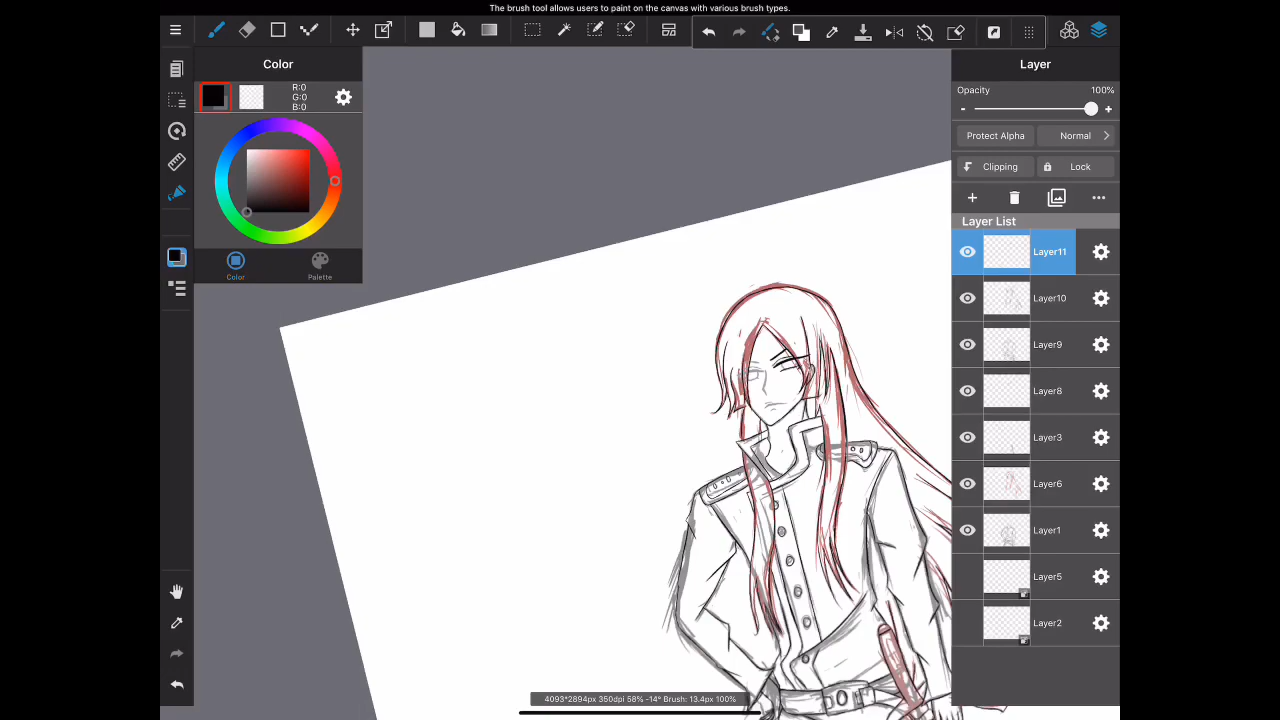 The brush tool allows users to paint on the canvas with various brush types.
Color
R:0
G:0
B:0
Color
Palette
Layer
Opacity 100%
- +
Protect Alpha Normal
Clipping Lock
Layer List
Layer11
Layer10
Layer9
Layer8
Layer3
Layer6
Layer1
Layer5
Layer2
4093*2894px 350dpi 58% -14° Brush: 13.4px 100%